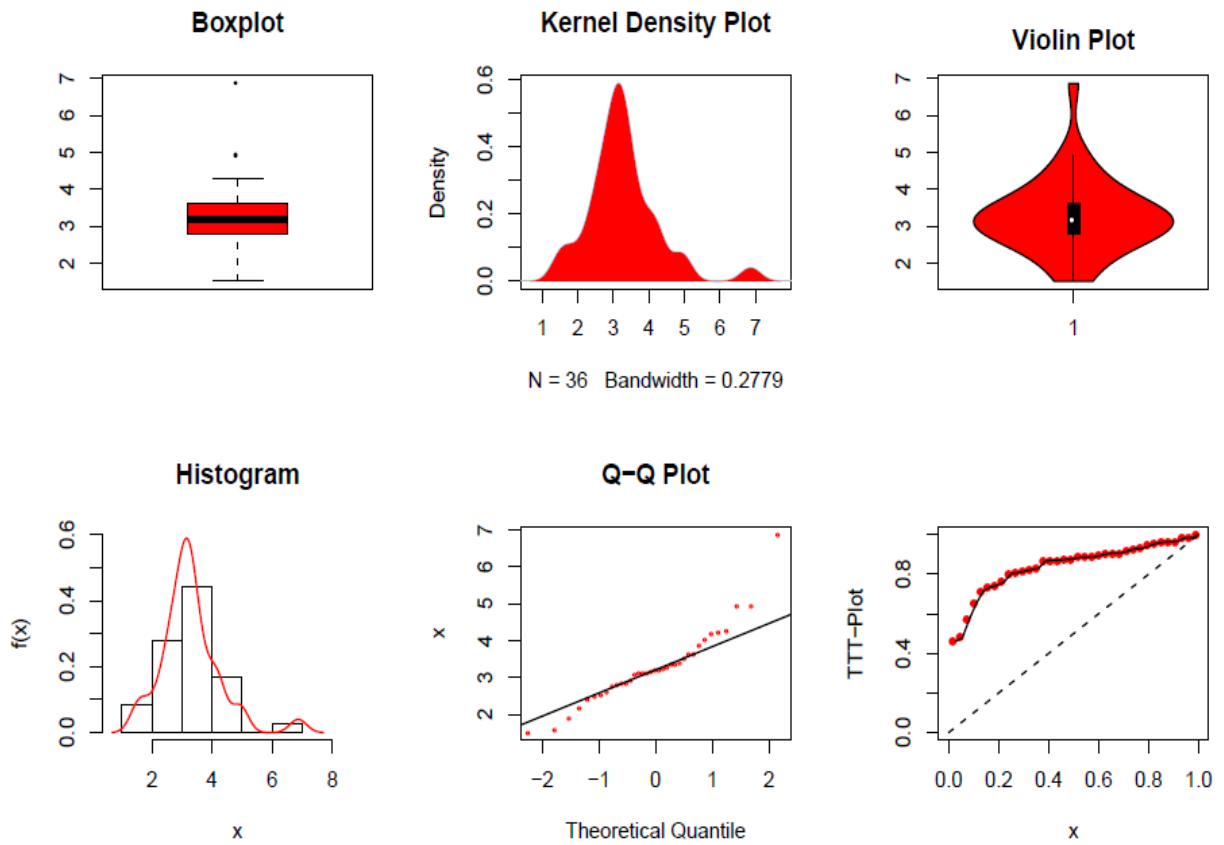 Boxplot
7
6
5
4
3
2
Kernel Density Plot
Density
0.6
0.4
0.2
0.0
1 2 3 4 5 6 7
N = 36 Bandwidth = 0.2779
Violin Plot
7
6
5
4
3
2
1
Histogram
f(x)
0.6
0.4
0.2
0.0
2 4 6 8
x
Q−Q Plot
x
7
6
5
4
3
2
−2 −1 0 1 2
Theoretical Quantile
TTT−Plot
0.8
0.4
0.0
0.0 0.2 0.4 0.6 0.8 1.0
x